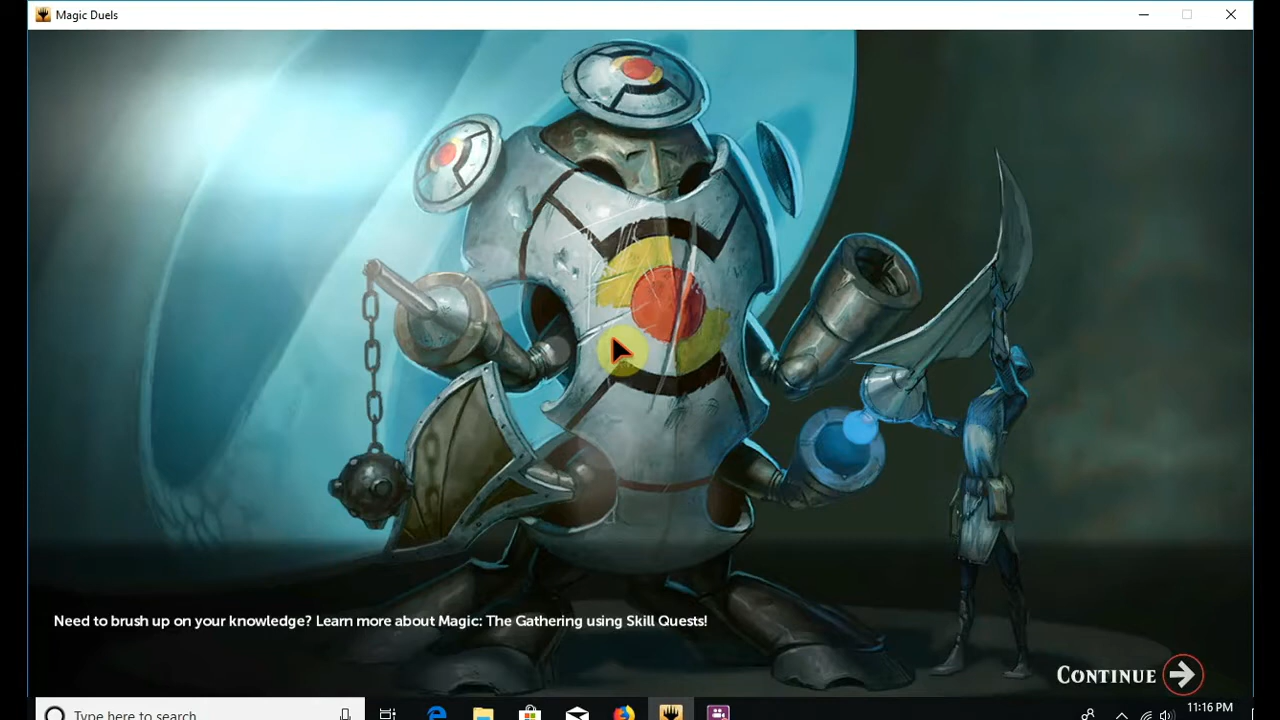 Magic Duels
Need to brush up on your knowledge? Learn more about Magic: The Gathering using Skill Quests!
CONTINUE
Type here to search
11:16 PM